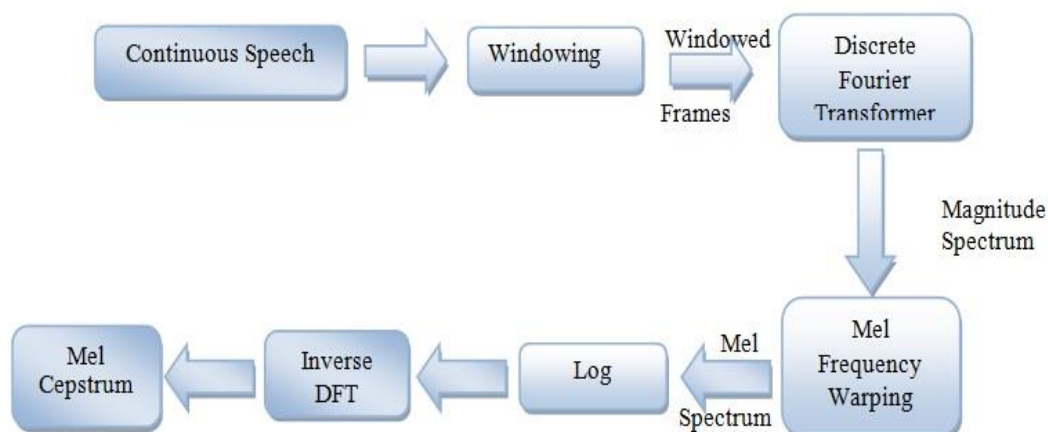 Continuous Speech
Windowing
Windowed
Frames
Discrete
Fourier
Transformer
Magnitude
Spectrum
Mel
Frequency
Warping
Mel
Spectrum
Log
Inverse
DFT
Mel
Cepstrum